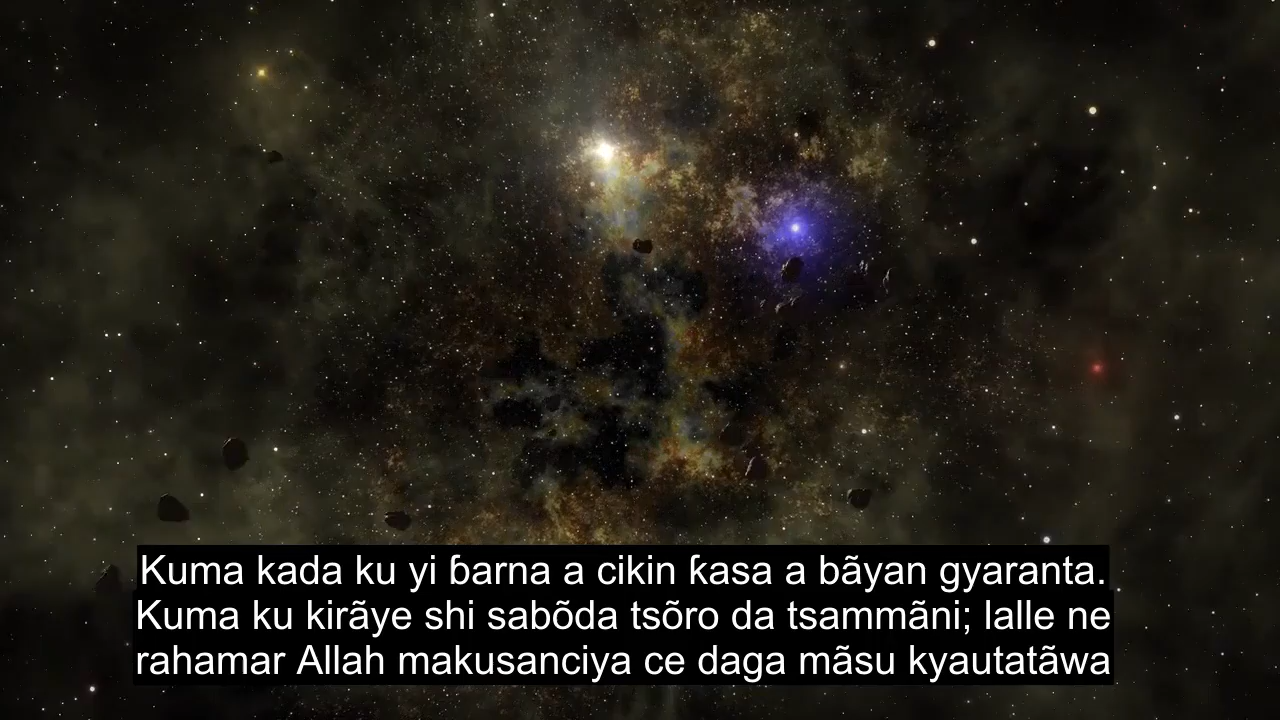 Kuma kada ku yi ɓarna a cikin ƙasa a bãyan gyaranta.
Kuma ku kirãye shi sabõda tsõro da tsammãni; lalle ne
rahamar Allah makusanciya ce daga mãsu kyautatãwa